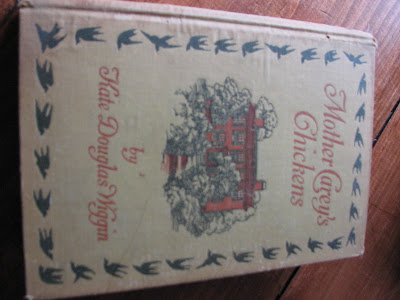 Mother Carey's
Chickens
by
Kate Douglas Wiggin